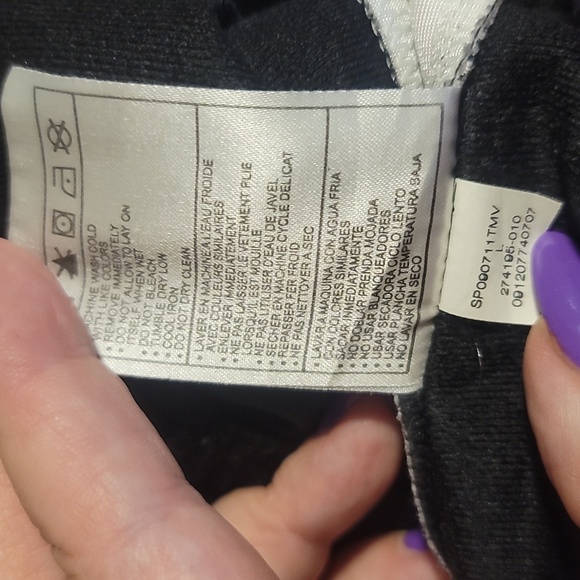 MACHINE WASH COLD
WITH LIKE COLORS
REMOVE IMMEDIATELY
• DO NOT ALLOW TO LAY ON
ITSELF WHEN WET
• DO NOT BLEACH
• TUMBLE DRY LOW
• COOL IRON
• DO NOT DRY CLEAN
• LAVER EN MACHINE A L'EAU FROIDE
AVEC COULEURS SIMILAIRES
• RETIRER IMMEDIATEMENT
• NE PAS LAISSER LE VETEMENT PLIE
LORSQU'IL EST MOUILLE
• NE PAS UTILISER D'EAU DE JAVEL
• SECHER EN MACHINE CYCLE DELICAT
• REPASSER FER FROID
• NE PAS NETTOYER A SEC
• LAVAR A MAQUINA CON AGUA FRIA
CON COLORES SIMILARES
• SACAR INMEDIATAMENTE
• NO DOBLAR PRENDA MOJADA
• NO USAR BLANQUEADORES
• USAR SECADORA CICLO LENTO
• PLANCHA TEMPERATURA BAJA
• NO LAVAR EN SECO
SP090711TMV
L
274195-010
091207740707